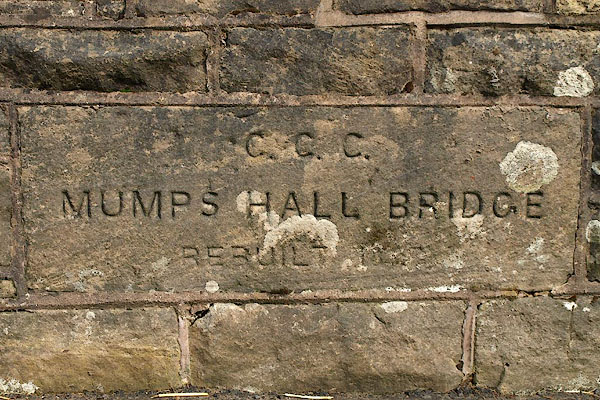 C. C. C.
MUMPS HALL BRIDGE
REBUILT